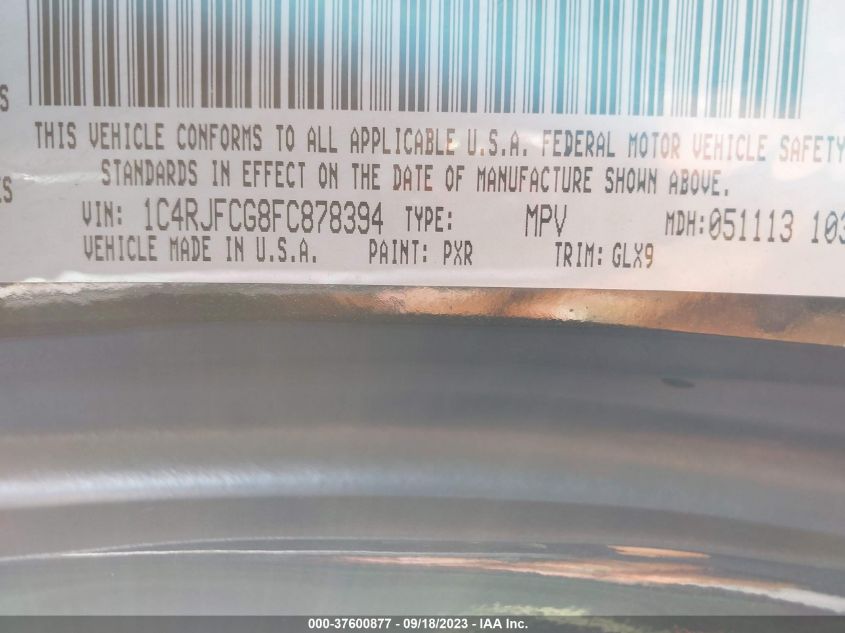 S
THIS VEHICLE CONFORMS TO ALL APPLICABLE U.S.A. FEDERAL MOTOR VEHICLE SAFETY
STANDARDS IN EFFECT ON THE DATE OF MANUFACTURE SHOWN ABOVE.
ES
VIN: 1C4RJFCG8FC878394 TYPE: MPV MDH: 051113 103
VEHICLE MADE IN U.S.A. PAINT: PXR TRIM: GLX9
000-37600877 - 09/18/2023 - IAA Inc.